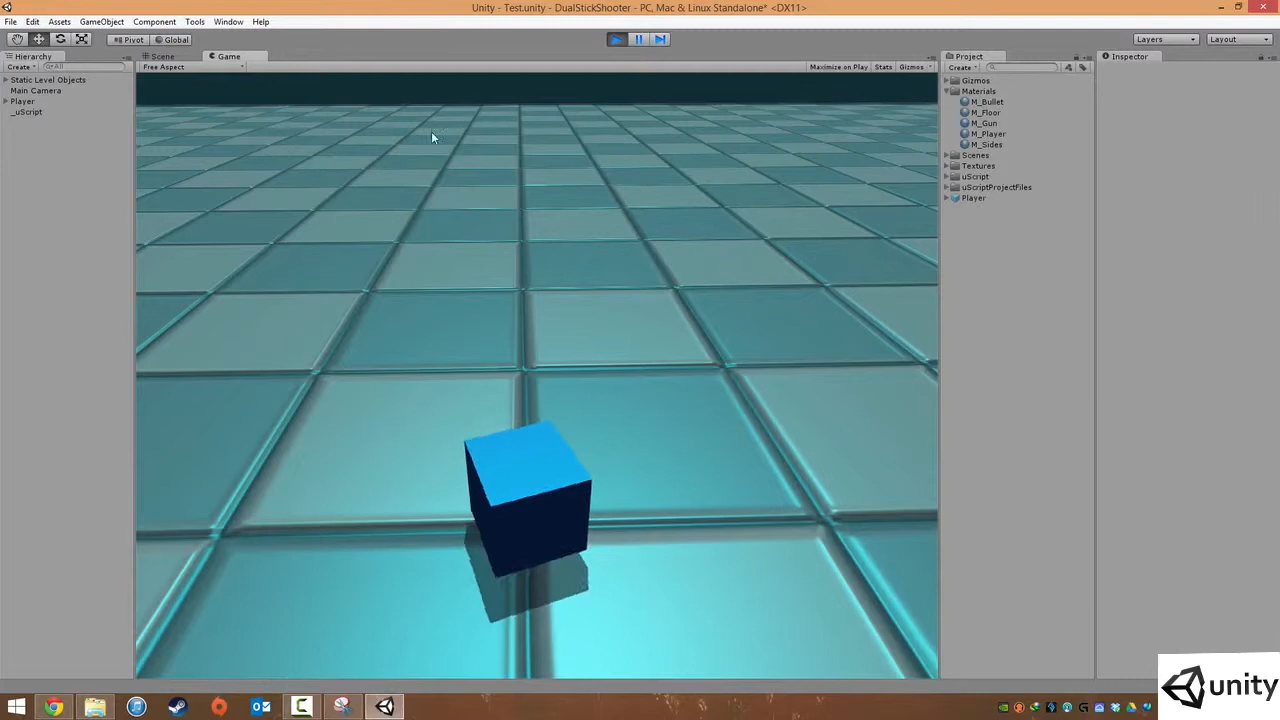 Unity - Test.unity - DualStickShooter - PC, Mac & Linux Standalone* <DX11>
File Edit Assets GameObject Component Tools Window Help
Pivot Global Layers Layout
Hierarchy Scene Game Project Inspector
Create All Free Aspect Maximize on Play Stats Gizmos Create
Static Level Objects
Main Camera
Player
_uScript
Gizmos
Materials
M_Bullet
M_Floor
M_Gun
M_Player
M_Sides
Scenes
Textures
uScript
uScriptProjectFiles
Player
unity